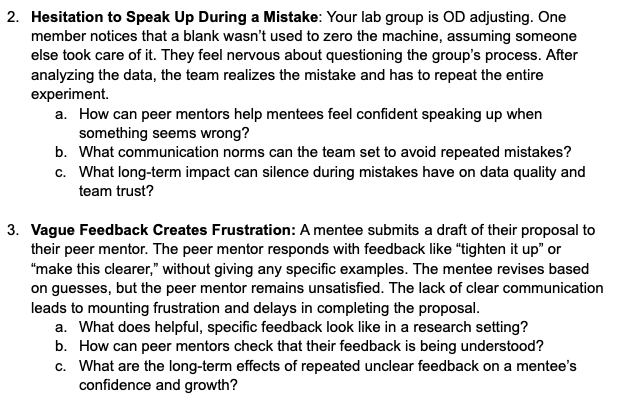 2. Hesitation to Speak Up During a Mistake: Your lab group is OD adjusting. One
member notices that a blank wasn't used to zero the machine, assuming someone
else took care of it. They feel nervous about questioning the group's process. After
analyzing the data, the team realizes the mistake and has to repeat the entire
experiment.
a. How can peer mentors help mentees feel confident speaking up when
something seems wrong?
b. What communication norms can the team set to avoid repeated mistakes?
c. What long-term impact can silence during mistakes have on data quality and
team trust?
3. Vague Feedback Creates Frustration: A mentee submits a draft of their proposal to
their peer mentor. The peer mentor responds with feedback like “tighten it up” or
“make this clearer,” without giving any specific examples. The mentee revises based
on guesses, but the peer mentor remains unsatisfied. The lack of clear communication
leads to mounting frustration and delays in completing the proposal.
a. What does helpful, specific feedback look like in a research setting?
b. How can peer mentors check that their feedback is being understood?
c. What are the long-term effects of repeated unclear feedback on a mentee's
confidence and growth?